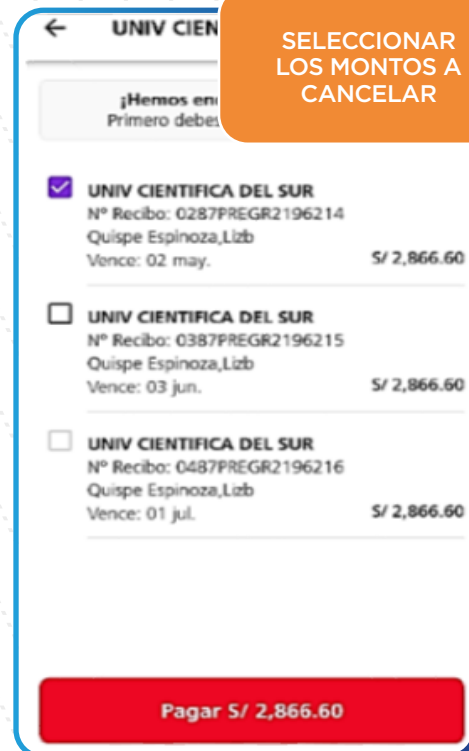 UNIV CIEN
SELECCIONAR
LOS MONTOS A
CANCELAR
¡Hemos en
Primero debes
UNIV CIENTIFICA DEL SUR
Nº Recibo: 0287PREGR2196214
Quispe Espinoza,Lizb
Vence: 02 may.
S/ 2,866.60
UNIV CIENTIFICA DEL SUR
Nº Recibo: 0387PREGR2196215
Quispe Espinoza,Lizb
Vence: 03 jun.
S/ 2,866.60
UNIV CIENTIFICA DEL SUR
Nº Recibo: 0487PREGR2196216
Quispe Espinoza,Lizb
Vence: 01 jul.
S/ 2,866.60
Pagar S/ 2,866.60